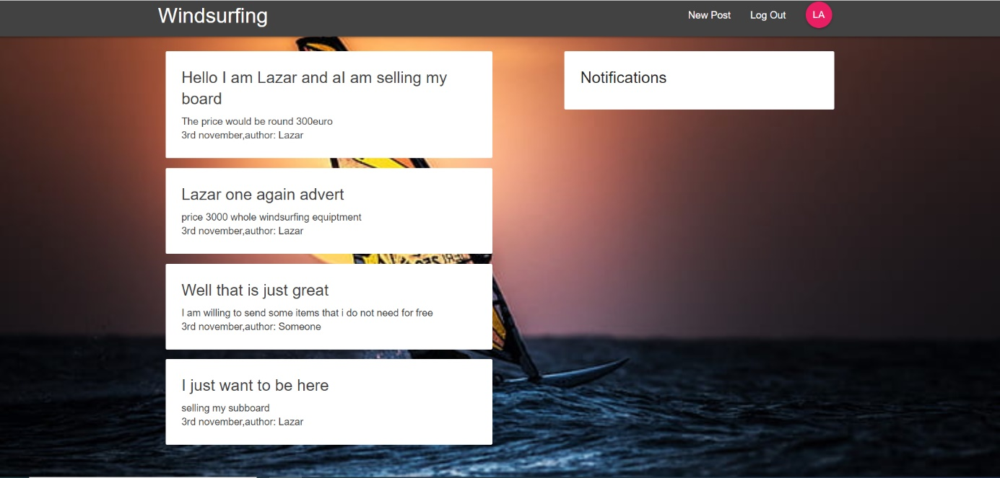 Windsurfing
New Post
Log Out
LA
Hello I am Lazar and aI am selling my
board
The price would be round 300euro
3rd november,author: Lazar
Notifications
Lazar one again advert
price 3000 whole windsurfing equiptment
3rd november,author: Lazar
Well that is just great
I am willing to send some items that i do not need for free
3rd november,author: Someone
I just want to be here
selling my subboard
3rd november,author: Lazar